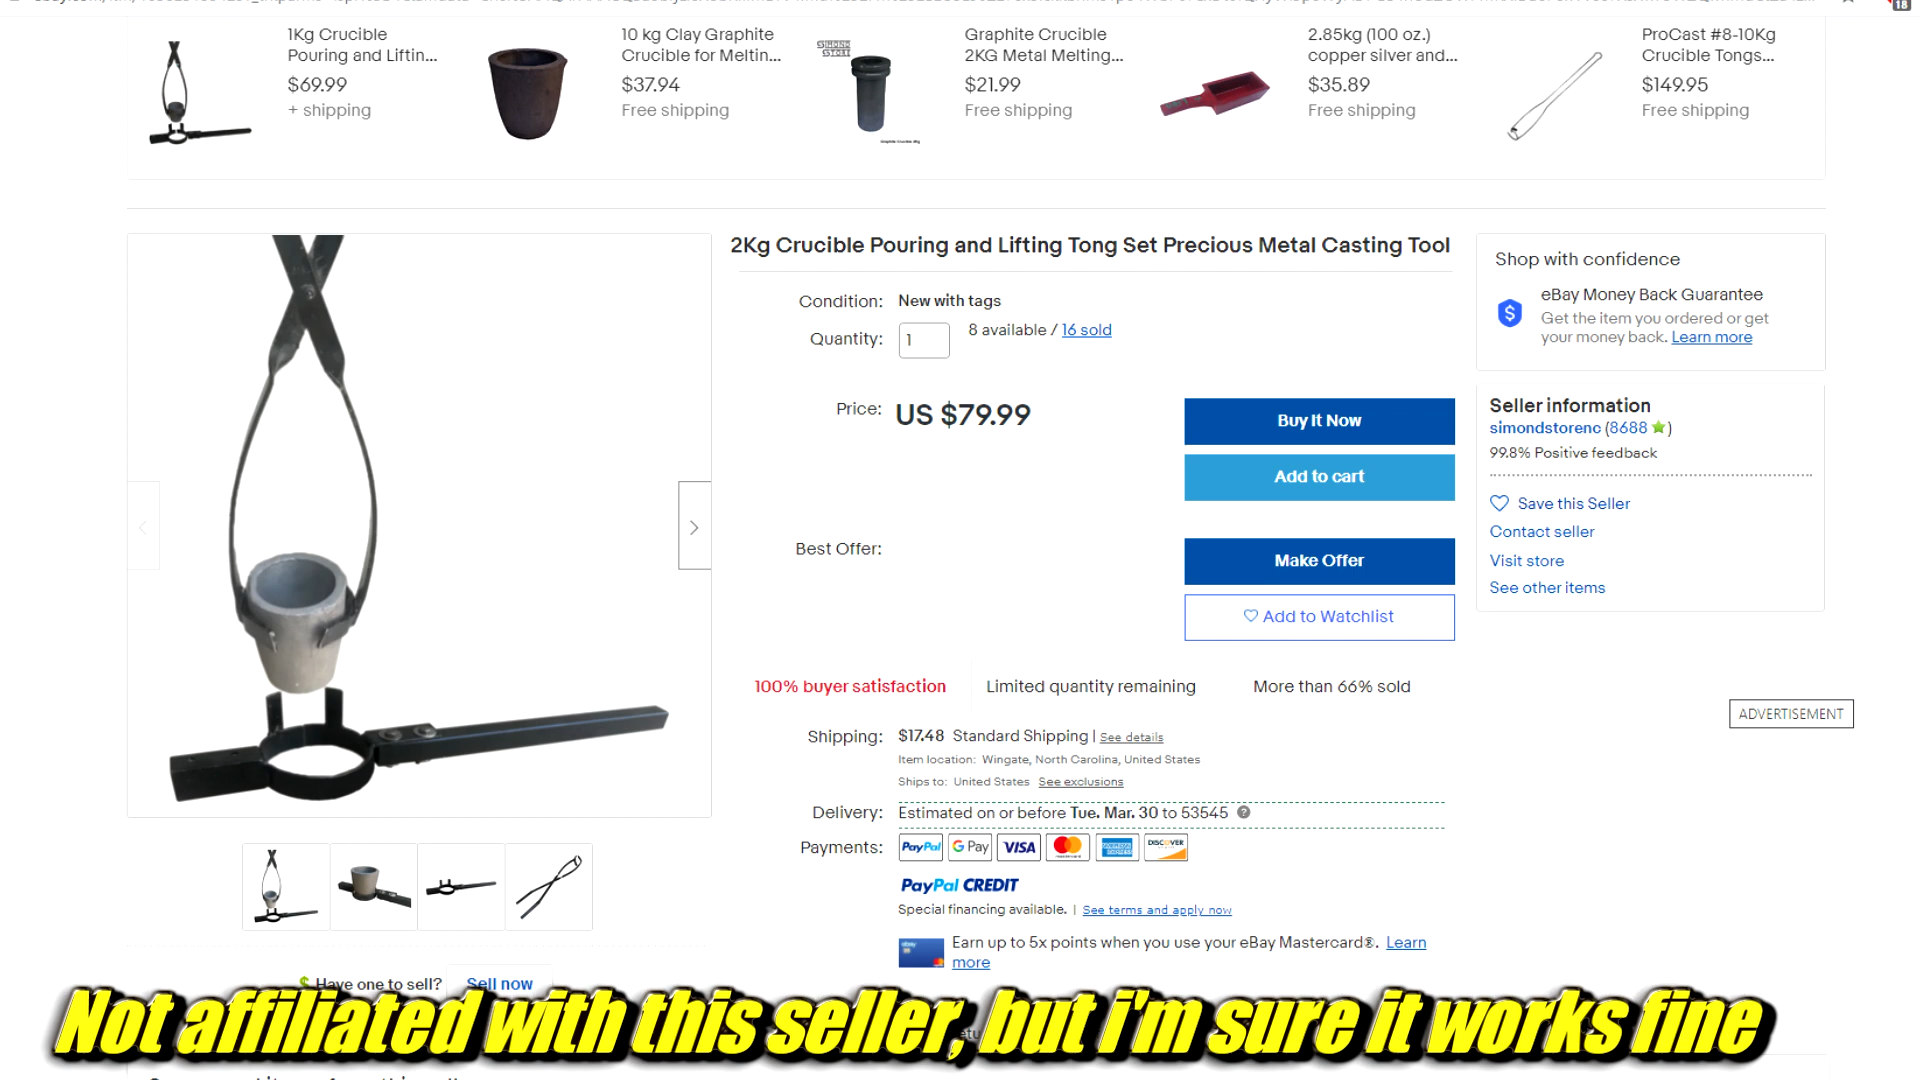 18
1Kg Crucible
Pouring and Liftin...
$69.99
+ shipping
10 kg Clay Graphite
Crucible for Meltin...
$37.94
Free shipping
SIMOND
STORE
Graphite Crucible 2Kg
Graphite Crucible
2KG Metal Melting...
$21.99
Free shipping
2.85kg (100 oz.)
copper silver and...
$35.89
Free shipping
ProCast #8-10Kg
Crucible Tongs...
$149.95
Free shipping
2Kg Crucible Pouring and Lifting Tong Set Precious Metal Casting Tool
Condition: New with tags
Quantity: 1 8 available / 16 sold
Price: US $79.99
Buy It Now
Add to cart
Best Offer:
Make Offer
Add to Watchlist
100% buyer satisfaction Limited quantity remaining More than 66% sold
Shipping: $17.48 Standard Shipping | See details
Item location: Wingate, North Carolina, United States
Ships to: United States See exclusions
Delivery: Estimated on or before Tue. Mar. 30 to 53545
Payments: PayPal G Pay VISA mastercard AMERICAN EXPRESS DISCOVER
PayPal CREDIT
Special financing available. | See terms and apply now
Earn up to 5x points when you use your eBay Mastercard®. Learn
more
Shop with confidence
eBay Money Back Guarantee
Get the item you ordered or get
your money back. Learn more
Seller information
simondstorenc (8688)
99.8% Positive feedback
Save this Seller
Contact seller
Visit store
See other items
ADVERTISEMENT
Have one to sell? Sell now
Not affiliated with this seller, but i'm sure it works fine